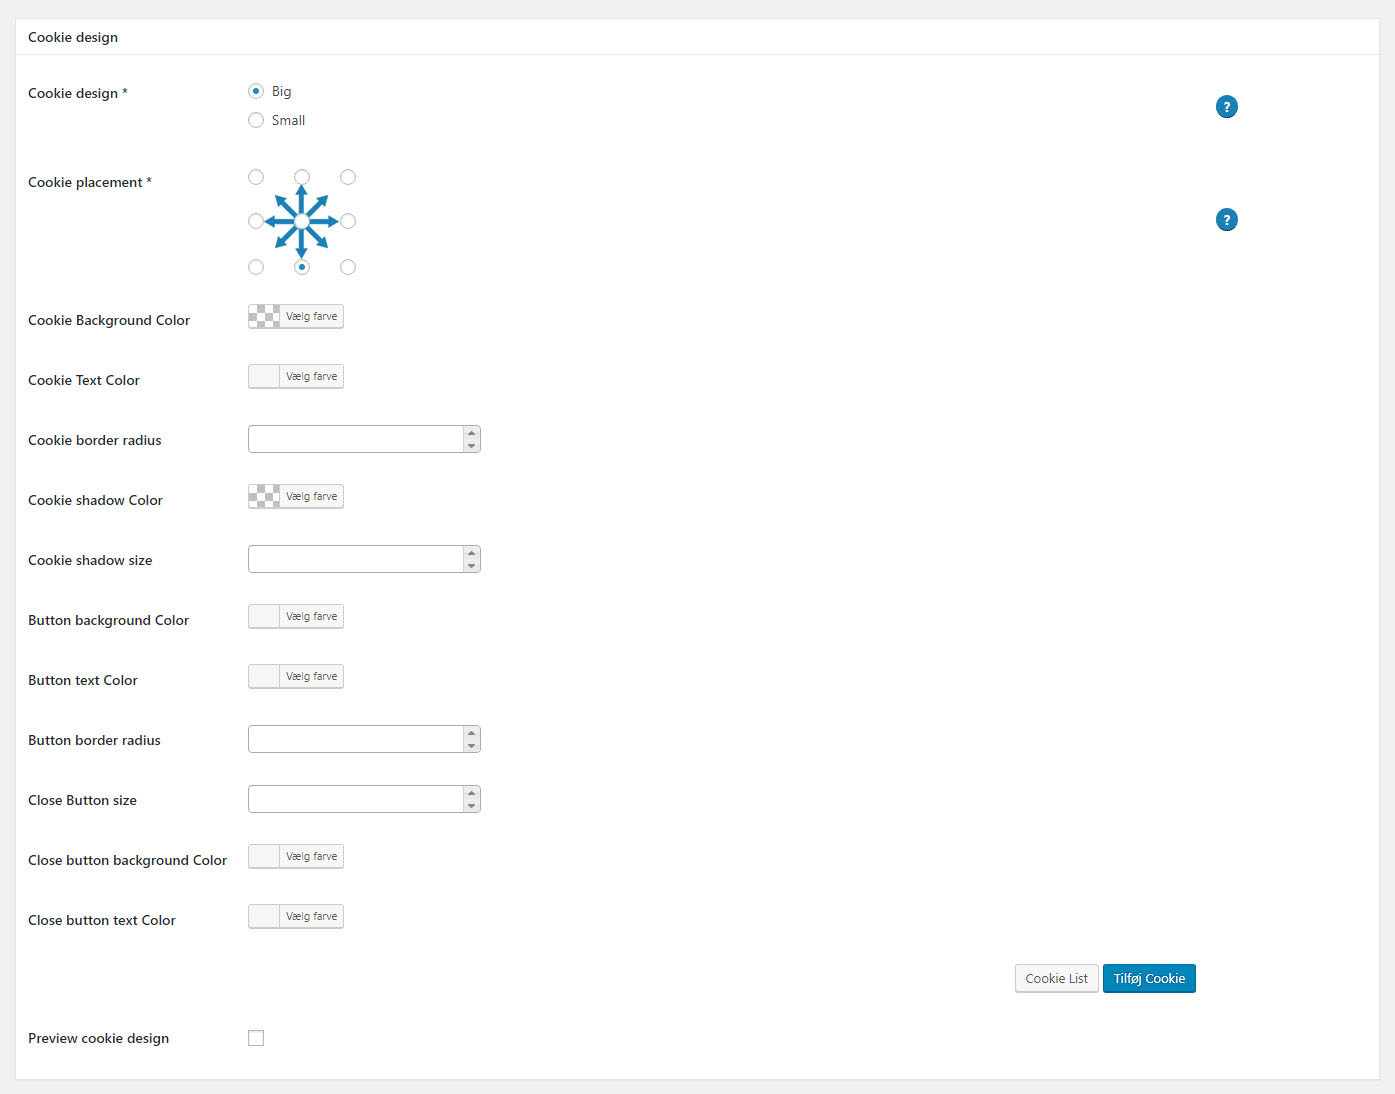 Cookie design
Cookie design *
Big
Small
?
Cookie placement *
?
Cookie Background Color
Vælg farve
Cookie Text Color
Vælg farve
Cookie border radius
Cookie shadow Color
Vælg farve
Cookie shadow size
Button background Color
Vælg farve
Button text Color
Vælg farve
Button border radius
Close Button size
Close button background Color
Vælg farve
Close button text Color
Vælg farve
Cookie List
Tilføj Cookie
Preview cookie design